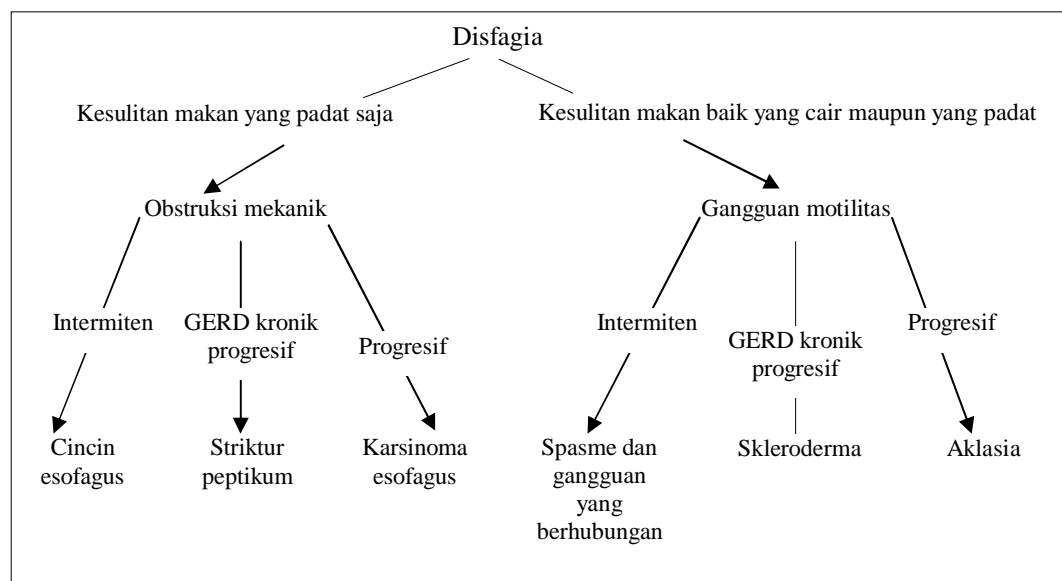 Disfagia
Kesulitan makan yang padat saja
Kesulitan makan baik yang cair maupun yang padat
Obstruksi mekanik
Gangguan motilitas
Intermiten
GERD kronik
progresif
Progresif
Intermiten
GERD kronik
progresif
Progresif
Cincin
esofagus
Striktur
peptikum
Karsinoma
esofagus
Spasme dan
gangguan
yang
berhubungan
Skleroderma
Aklasia